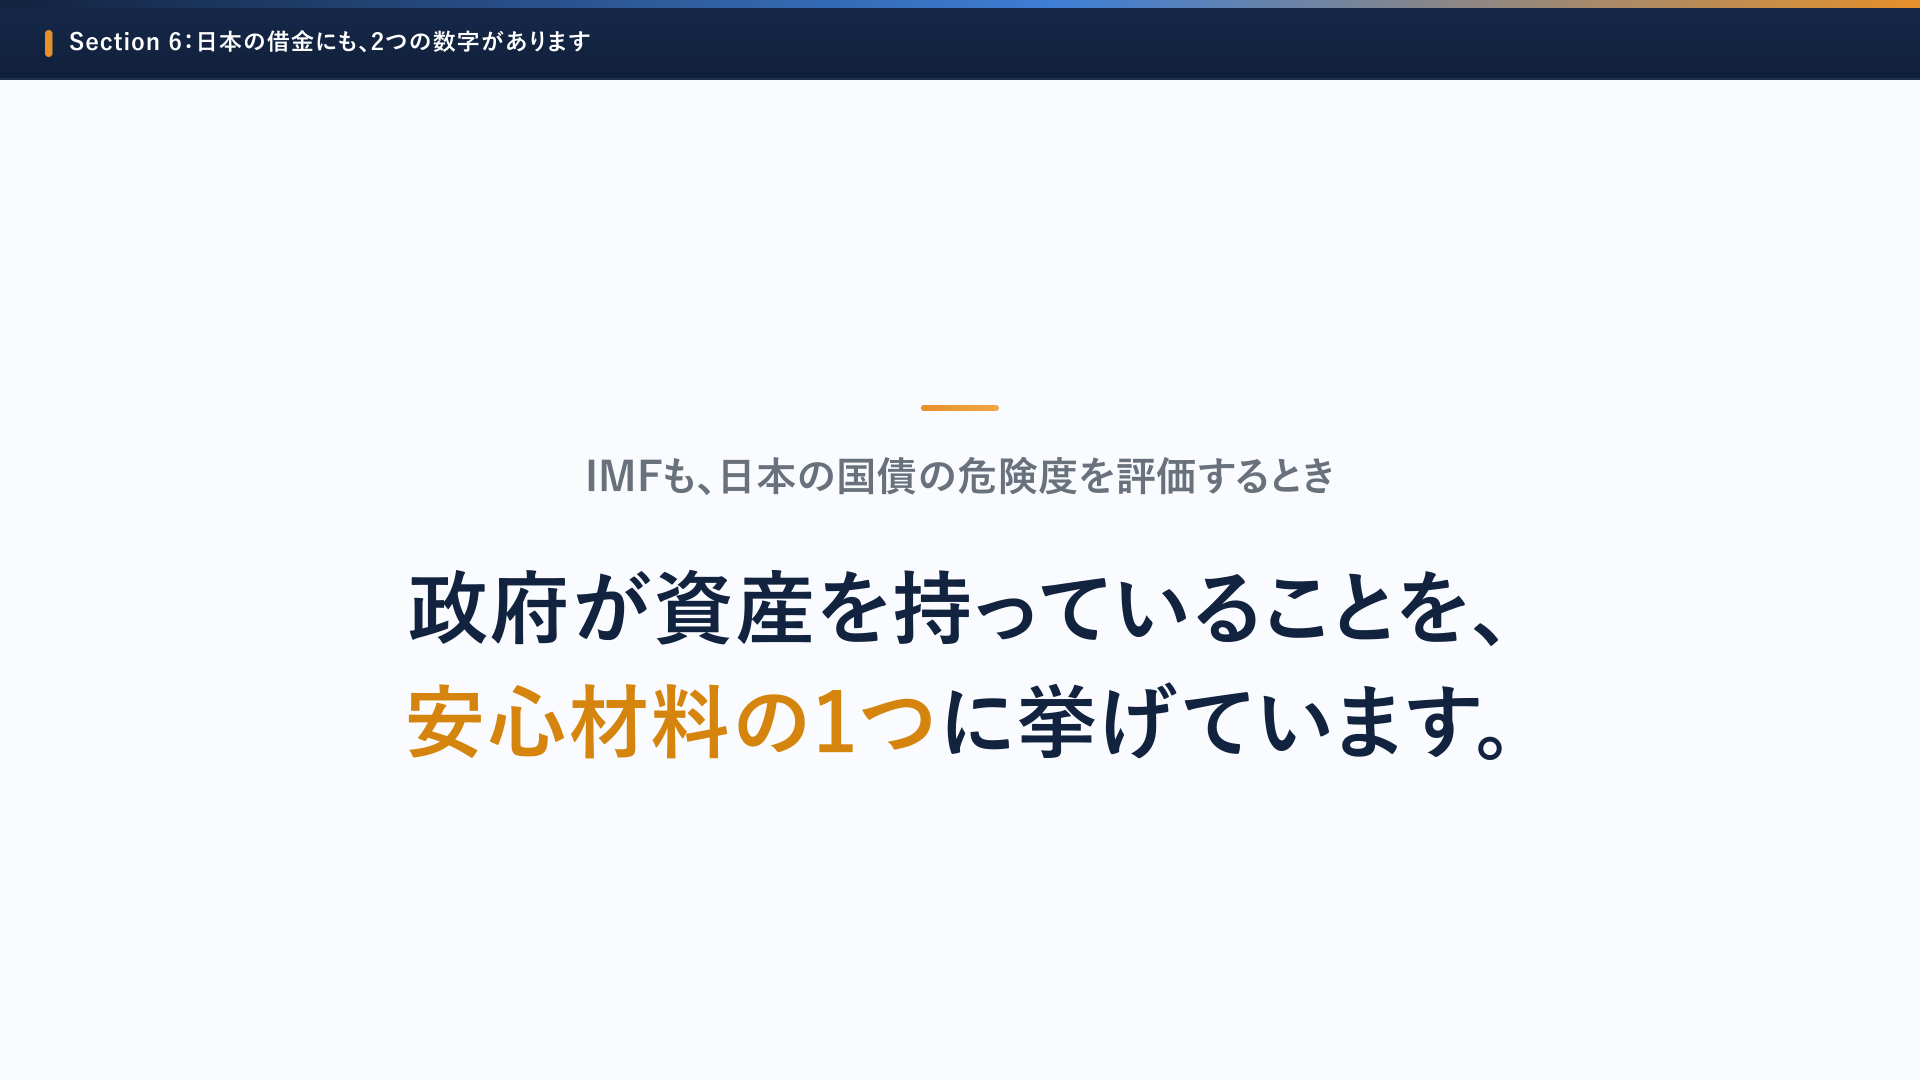 Section 6：日本の借金にも、2つの数字があります
IMFも、日本の国債の危険度を評価するとき
政府が資産を持っていることを、
安心材料の1つに挙げています。